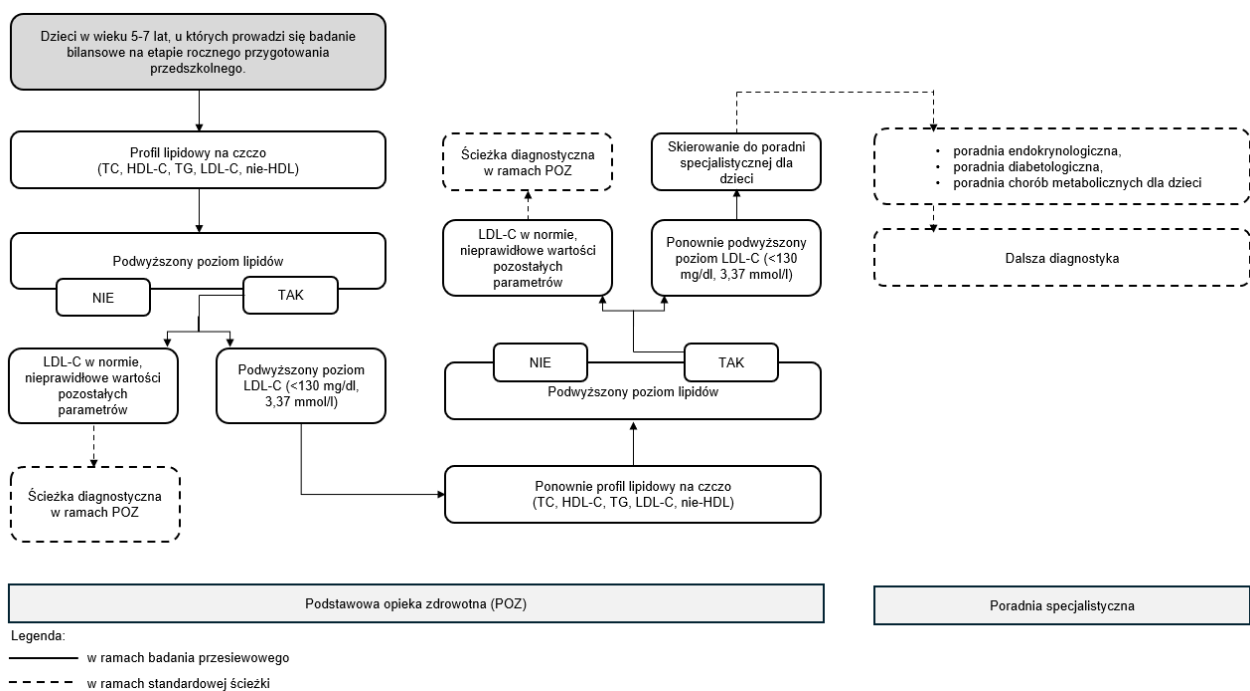 Dzieci w wieku 5-7 lat, u których prowadzi się badanie
bilansowe na etapie rocznego przygotowania
przedszkolnego.
Profil lipidowy na czczo
(TC, HDL-C, TG, LDL-C, nie-HDL)
Podwyższony poziom lipidów
NIE
TAK
LDL-C w normie,
nieprawidłowe wartości
pozostałych
parametrów
Podwyższony poziom
LDL-C (<130 mg/dl,
3,37 mmol/l)
Ścieżka diagnostyczna
w ramach POZ
Ścieżka diagnostyczna
w ramach POZ
Skierowanie do poradni
specjalistycznej dla
dzieci
LDL-C w normie,
nieprawidłowe wartości
pozostałych
parametrów
Ponownie podwyższony
poziom LDL-C (<130
mg/dl, 3,37 mmol/l)
NIE
TAK
Podwyższony poziom lipidów
Ponownie profil lipidowy na czczo
(TC, HDL-C, TG, LDL-C, nie-HDL)
• poradnia endokrynologiczna,
• poradnia diabetologiczna,
• poradnia chorób metabolicznych dla dzieci
Dalsza diagnostyka
Podstawowa opieka zdrowotna (POZ)
Poradnia specjalistyczna
Legenda:
w ramach badania przesiewowego
w ramach standardowej ścieżki